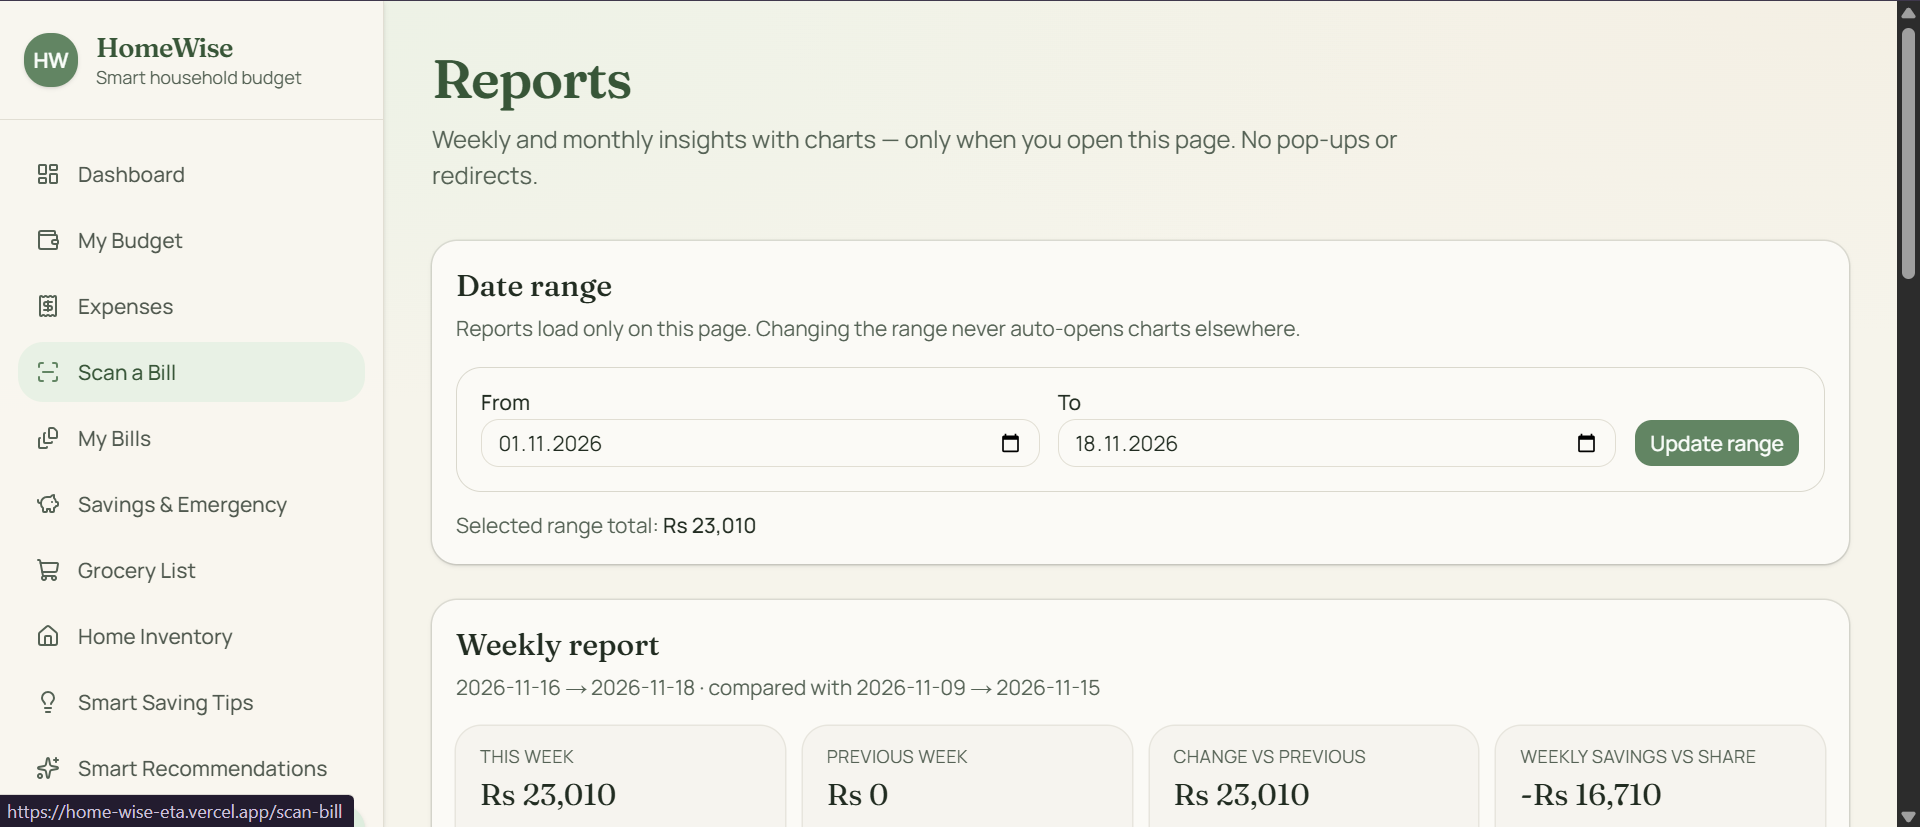 HW
HomeWise
Smart household budget
Dashboard
My Budget
Expenses
Scan a Bill
My Bills
Savings & Emergency
Grocery List
Home Inventory
Smart Saving Tips
Smart Recommendations
https://home-wise-eta.vercel.app/scan-bill
Reports
Weekly and monthly insights with charts — only when you open this page. No pop-ups or
redirects.
Date range
Reports load only on this page. Changing the range never auto-opens charts elsewhere.
From
To
01.11.2026
18.11.2026
Update range
Selected range total: Rs 23,010
Weekly report
2026-11-16 → 2026-11-18 · compared with 2026-11-09 → 2026-11-15
THIS WEEK
Rs 23,010
PREVIOUS WEEK
Rs 0
CHANGE VS PREVIOUS
Rs 23,010
WEEKLY SAVINGS VS SHARE
-Rs 16,710